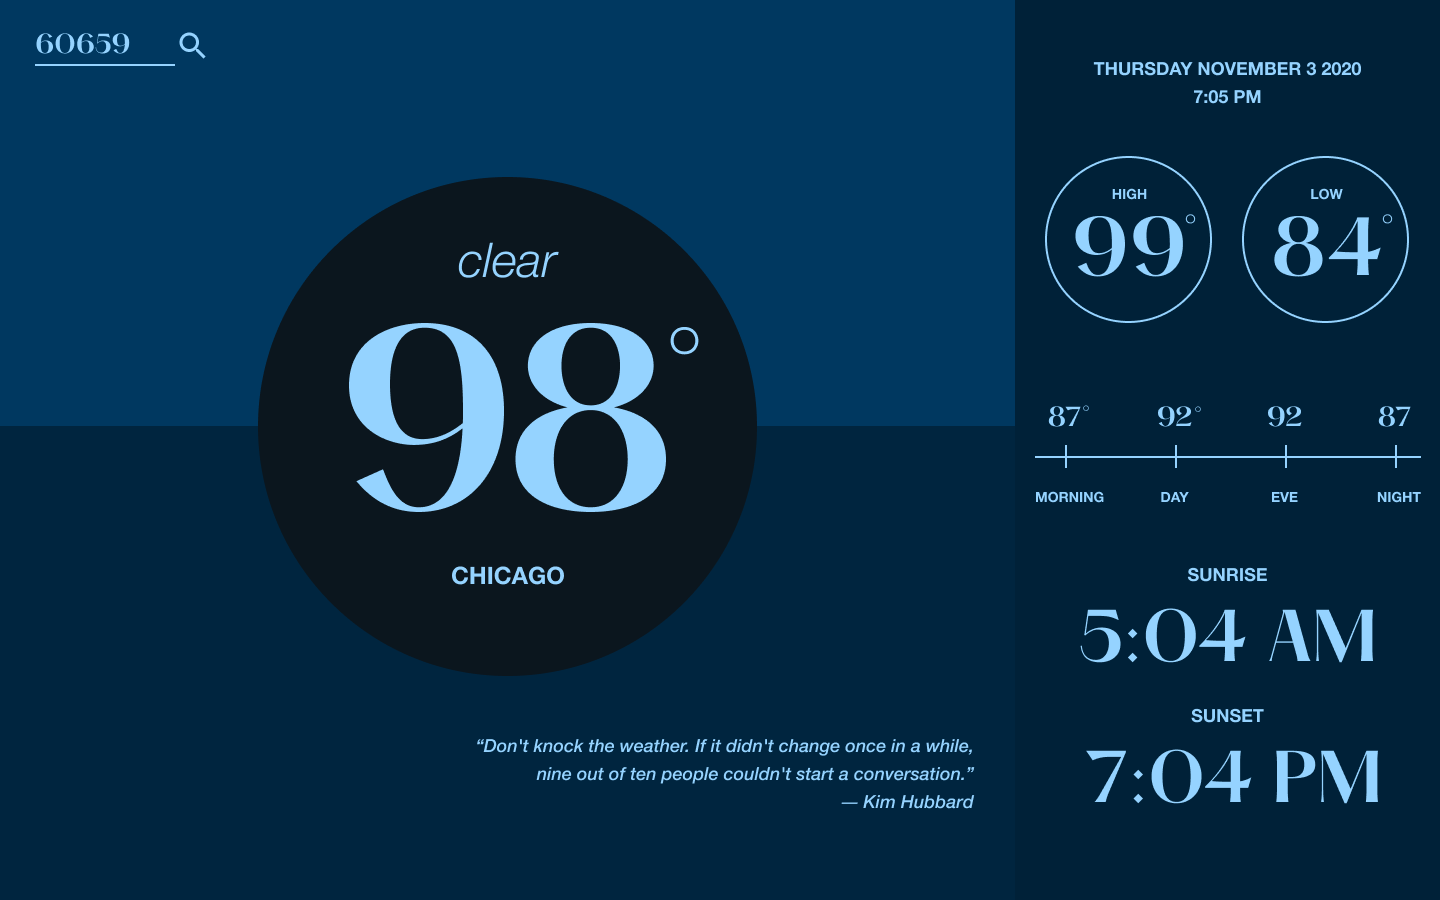 60659
clear
98°
CHICAGO
“Don't knock the weather. If it didn't change once in a while,
nine out of ten people couldn't start a conversation.”
— Kim Hubbard
THURSDAY NOVEMBER 3 2020
7:05 PM
HIGH LOW
99° 84°
87° 92° 92 87
MORNING DAY EVE NIGHT
SUNRISE
5:04 AM
SUNSET
7:04 PM